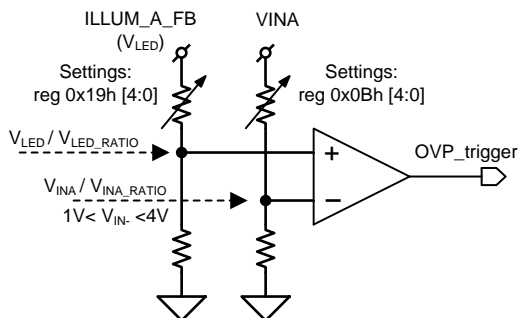 ILLUM_A_FB
(VLED)
VINA
Settings:
reg 0x19h [4:0]
Settings:
reg 0x0Bh [4:0]
VLED / VLED_RATIO
+
OVP_trigger
VINA / VINA_RATIO
−
1V< VIN- <4V